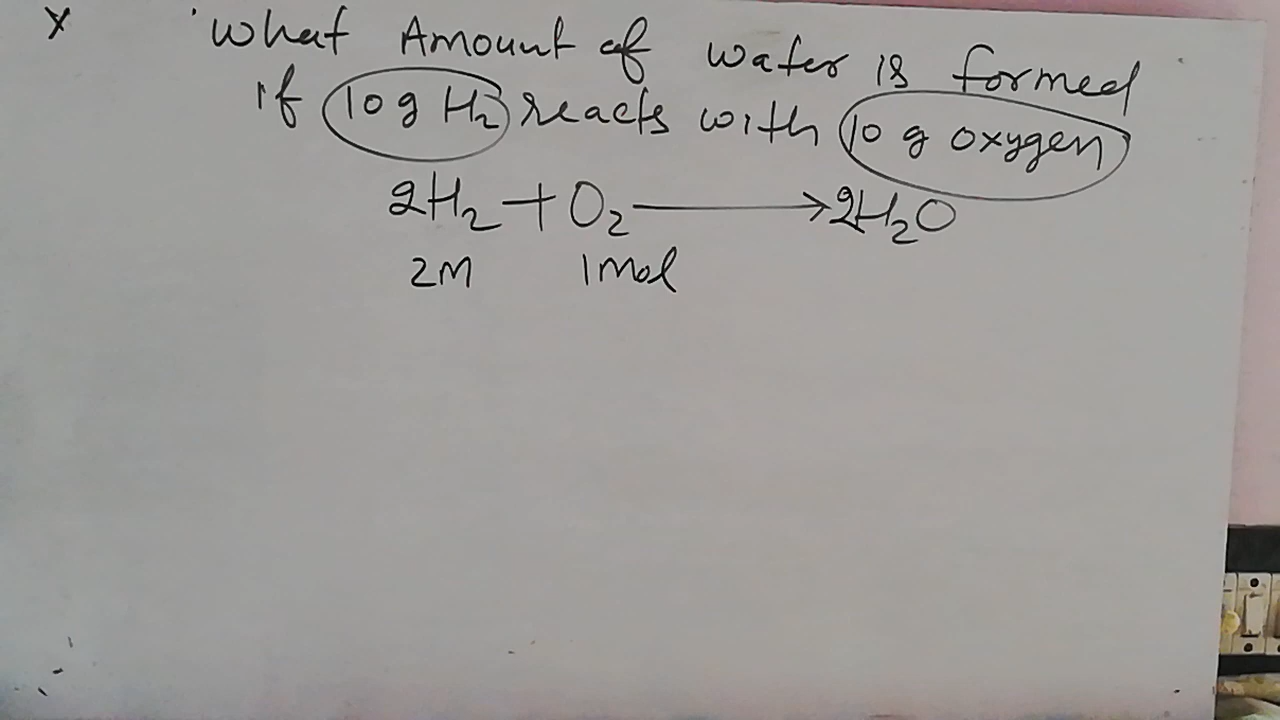 x What Amount of water is formed
If 10 g H₂ reacts with 10 g oxygen
2H₂ + O₂ → 2H₂O
2M 1Mol